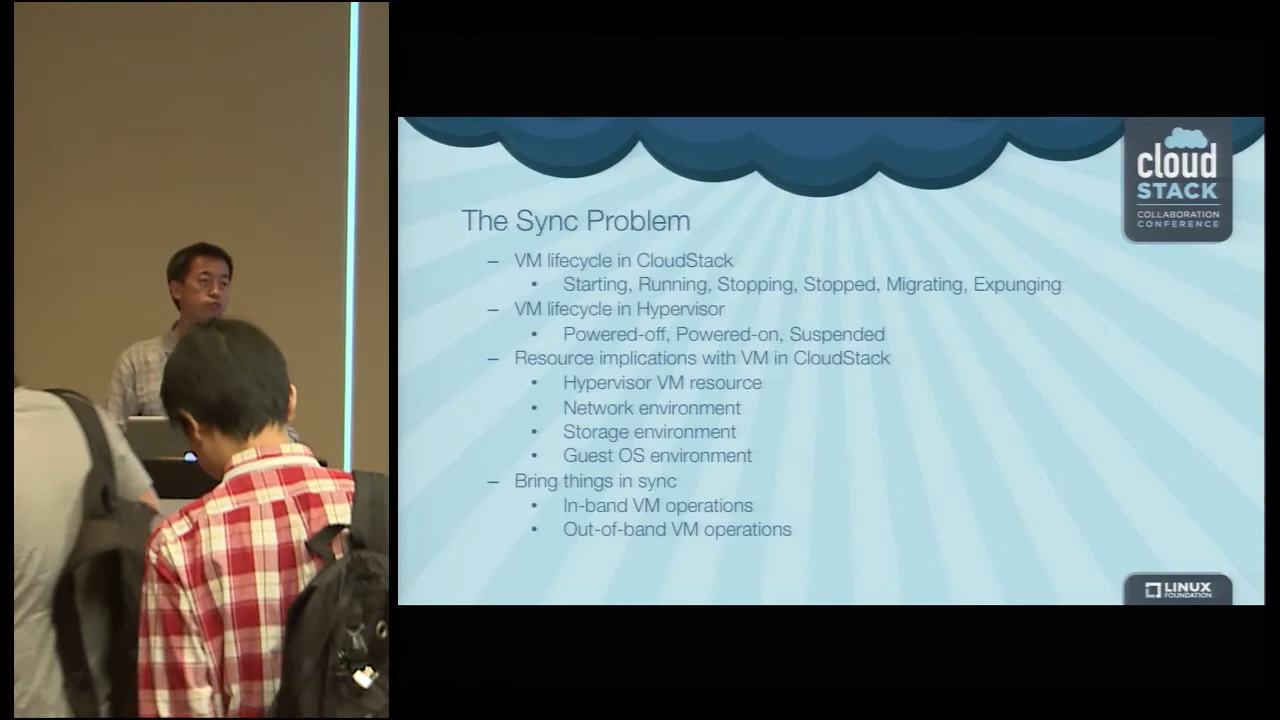 cloud
STACK
COLLABORATION
CONFERENCE
The Sync Problem
– VM lifecycle in CloudStack
• Starting, Running, Stopping, Stopped, Migrating, Expunging
– VM lifecycle in Hypervisor
• Powered-off, Powered-on, Suspended
– Resource implications with VM in CloudStack
• Hypervisor VM resource
• Network environment
• Storage environment
• Guest OS environment
– Bring things in sync
• In-band VM operations
• Out-of-band VM operations
LINUX
FOUNDATION